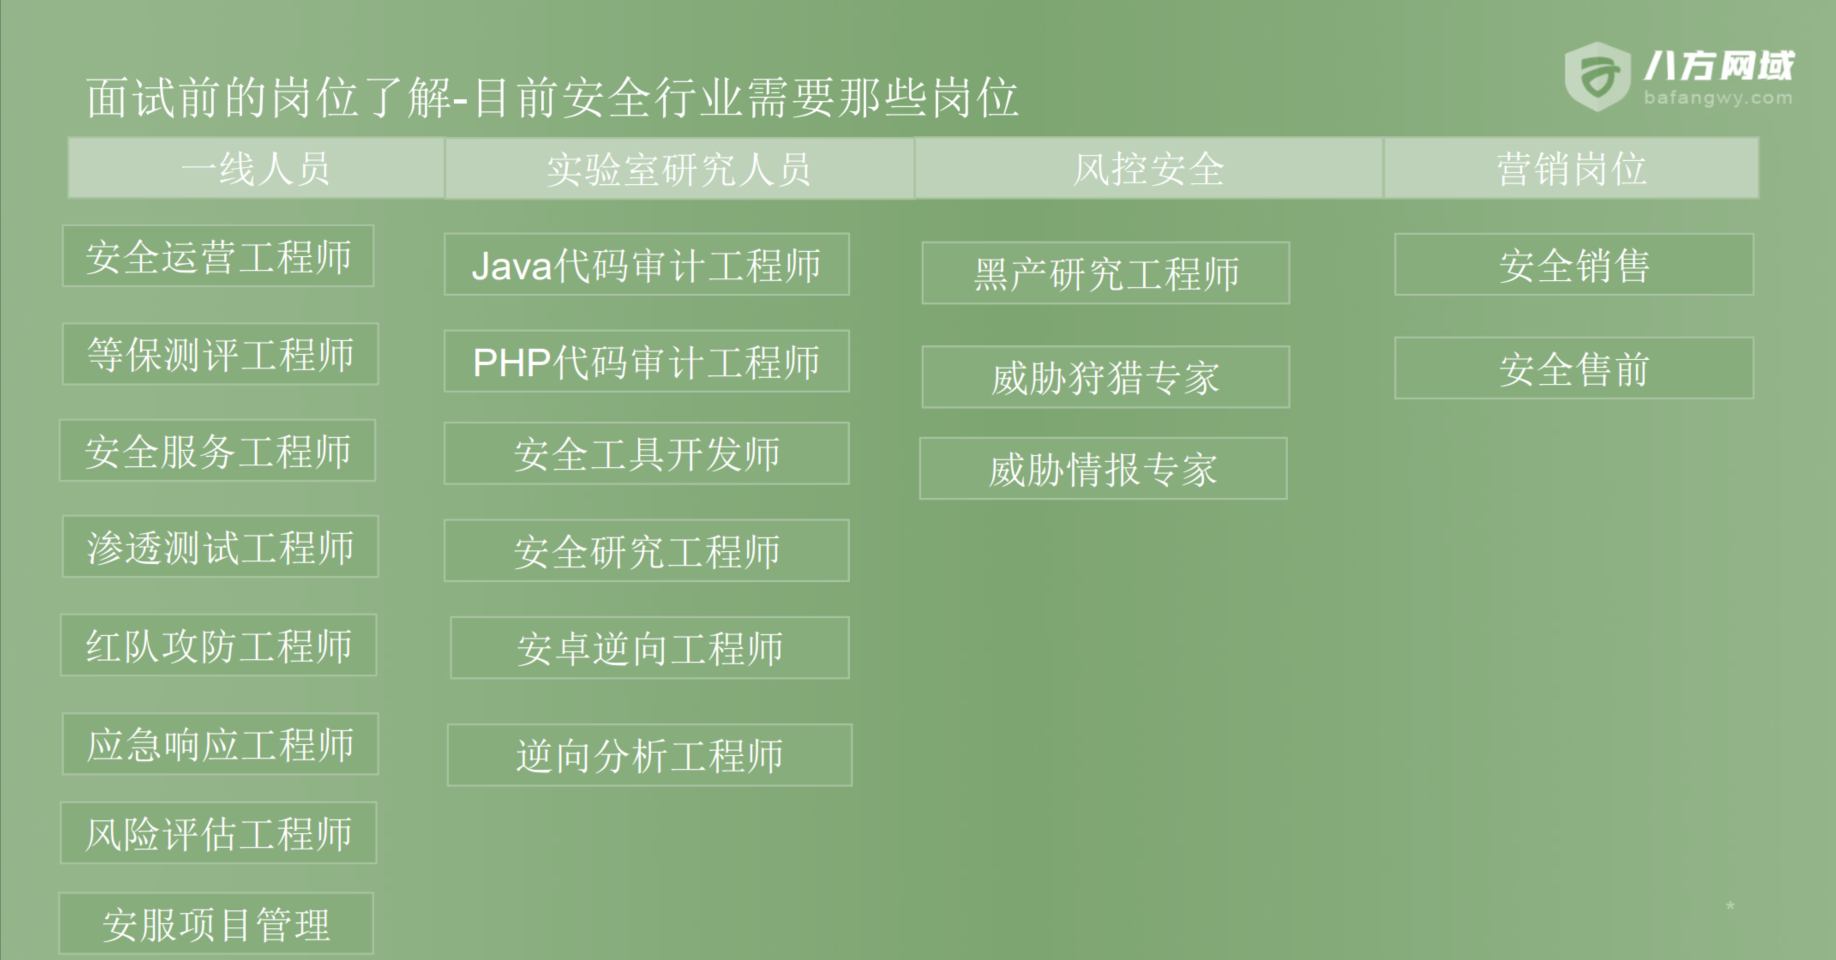 八方网域
bafangwy.com
面试前的岗位了解-目前安全行业需要那些岗位
一线人员
实验室研究人员
风控安全
营销岗位
安全运营工程师
等保测评工程师
安全服务工程师
渗透测试工程师
红队攻防工程师
应急响应工程师
风险评估工程师
安服项目管理
Java代码审计工程师
PHP代码审计工程师
安全工具开发师
安全研究工程师
安卓逆向工程师
逆向分析工程师
黑产研究工程师
威胁狩猎专家
威胁情报专家
安全销售
安全售前
*